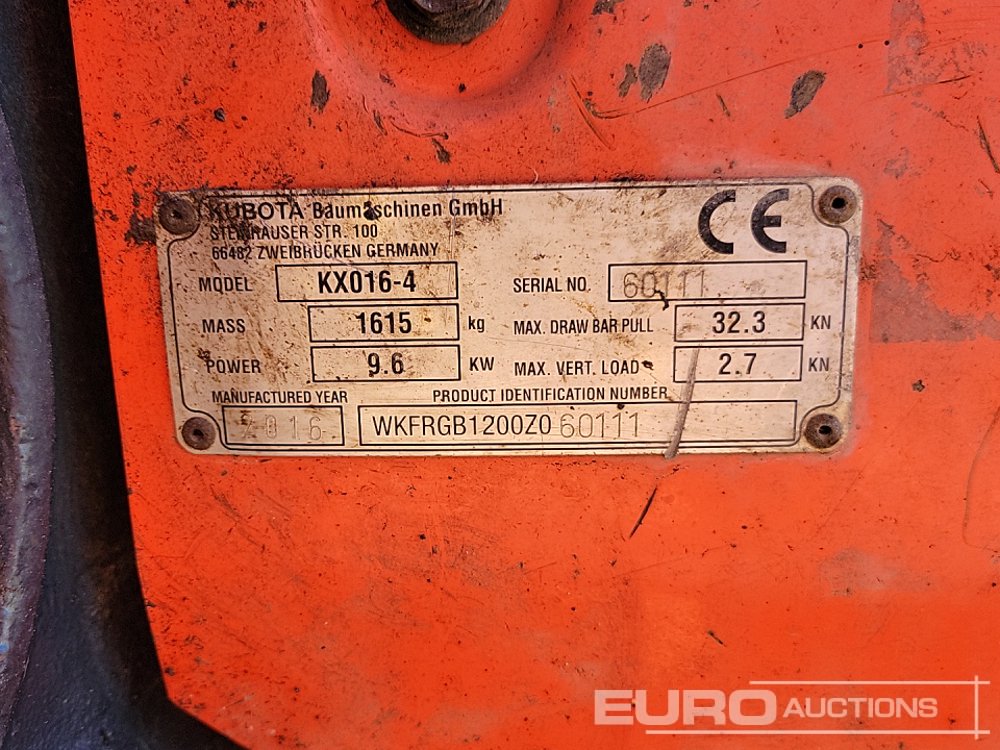 KUBOTA Baumaschinen GmbH
STEINHAUSER STR. 100
66482 ZWEIBRÜCKEN GERMANY
CE
MODEL KX016-4 SERIAL NO. 60111
MASS 1615 kg MAX. DRAW BAR PULL 32.3 KN
POWER 9.6 KW MAX. VERT. LOAD 2.7 KN
MANUFACTURED YEAR PRODUCT IDENTIFICATION NUMBER
2016 WKFRGB1200Z060111
EURO AUCTIONS